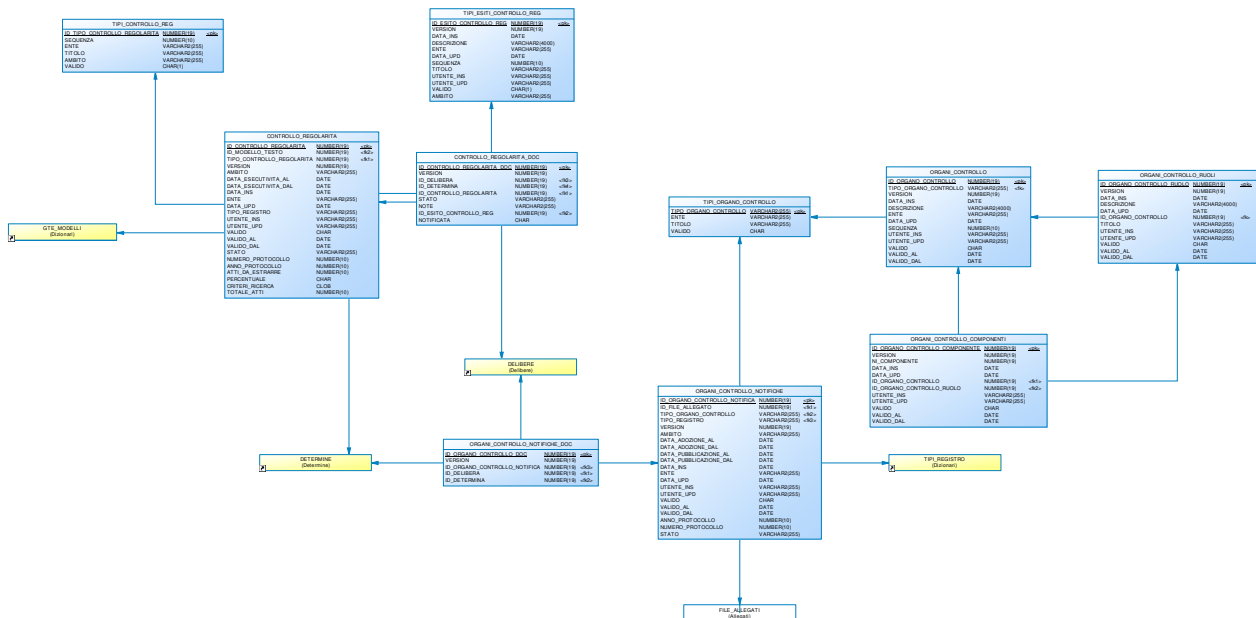 TIPI_CONTROLLO_REG
ID_TIPO_CONTROLLO_REGOLARITA NUMBER(19) <pk>
SEQUENZA NUMBER(10)
ENTE VARCHAR2(255)
TITOLO VARCHAR2(255)
AMBITO VARCHAR2(255)
VALIDO CHAR(1)
TIPI_ESITI_CONTROLLO_REG
ID_ESITO_CONTROLLO_REG NUMBER(19) <pk>
VERSION NUMBER(19)
DATA_INS DATE
DESCRIZIONE VARCHAR2(4000)
ENTE VARCHAR2(255)
DATA_UPD DATE
SEQUENZA NUMBER(10)
TITOLO VARCHAR2(255)
UTENTE_INS VARCHAR2(255)
UTENTE_UPD VARCHAR2(255)
VALIDO CHAR(1)
AMBITO VARCHAR2(255)
CONTROLLO_REGOLARITA
ID_CONTROLLO_REGOLARITA NUMBER(19) <pk>
ID_MODELLO_TESTO NUMBER(19) <fk2>
TIPO_CONTROLLO_REGOLARITA NUMBER(19) <fk1>
VERSION NUMBER(19)
AMBITO VARCHAR2(255)
DATA_ESECUTIVITA_AL DATE
DATA_ESECUTIVITA_DAL DATE
DATA_INS DATE
ENTE VARCHAR2(255)
DATA_UPD DATE
TIPO_REGISTRO VARCHAR2(255)
UTENTE_INS VARCHAR2(255)
UTENTE_UPD VARCHAR2(255)
VALIDO CHAR
VALIDO_AL DATE
VALIDO_DAL DATE
STATO VARCHAR2(255)
NUMERO_PROTOCOLLO NUMBER(10)
ANNO_PROTOCOLLO NUMBER(10)
ATTI_DA_ESTRARRE NUMBER(10)
PERCENTUALE CHAR
CRITERI_RICERCA CLOB
TOTALE_ATTI NUMBER(10)
CONTROLLO_REGOLARITA_DOC
ID_CONTROLLO_REGOLARITA_DOC NUMBER(19) <pk>
VERSION NUMBER(19)
ID_DELIBERA NUMBER(19) <fk3>
ID_DETERMINA NUMBER(19) <fk4>
ID_CONTROLLO_REGOLARITA NUMBER(19) <fk1>
STATO VARCHAR2(255)
NOTE VARCHAR2(255)
ID_ESITO_CONTROLLO_REG NUMBER(19) <fk2>
NOTIFICATA CHAR
TIPI_ORGANO_CONTROLLO
TIPO_ORGANO_CONTROLLO VARCHAR2(255) <pk>
ENTE VARCHAR2(255)
TITOLO VARCHAR2(255)
VALIDO CHAR
ORGANI_CONTROLLO
ID_ORGANO_CONTROLLO NUMBER(19) <pk>
TIPO_ORGANO_CONTROLLO VARCHAR2(255) <fk>
VERSION NUMBER(19)
DATA_INS DATE
DESCRIZIONE VARCHAR2(4000)
ENTE VARCHAR2(255)
DATA_UPD DATE
SEQUENZA NUMBER(10)
UTENTE_INS VARCHAR2(255)
UTENTE_UPD VARCHAR2(255)
VALIDO CHAR
VALIDO_AL DATE
VALIDO_DAL DATE
ORGANI_CONTROLLO_RUOLI
ID_ORGANO_CONTROLLO_RUOLO NUMBER(19) <pk>
VERSION NUMBER(19)
DATA_INS DATE
DESCRIZIONE VARCHAR2(4000)
DATA_UPD DATE
ID_ORGANO_CONTROLLO NUMBER(19) <fk>
TITOLO VARCHAR2(255)
UTENTE_INS VARCHAR2(255)
UTENTE_UPD VARCHAR2(255)
VALIDO CHAR
VALIDO_AL DATE
VALIDO_DAL DATE
GTE_MODELLI
(Dizionari)
ORGANI_CONTROLLO_COMPONENTI
ID_ORGANO_CONTROLLO_COMPONENTE NUMBER(19) <pk>
VERSION NUMBER(19)
NI_COMPONENTE NUMBER(19)
DATA_INS DATE
DATA_UPD DATE
ID_ORGANO_CONTROLLO NUMBER(19) <fk1>
ID_ORGANO_CONTROLLO_RUOLO NUMBER(19) <fk2>
UTENTE_INS VARCHAR2(255)
UTENTE_UPD VARCHAR2(255)
VALIDO CHAR
VALIDO_AL DATE
VALIDO_DAL DATE
DELIBERE
(Delibere)
ORGANI_CONTROLLO_NOTIFICHE
ID_ORGANO_CONTROLLO_NOTIFICA NUMBER(19) <pk>
ID_FILE_ALLEGATO NUMBER(19) <fk1>
TIPO_ORGANO_CONTROLLO VARCHAR2(255) <fk2>
TIPO_REGISTRO VARCHAR2(255) <fk3>
VERSION NUMBER(19)
AMBITO VARCHAR2(255)
DATA_ADOZIONE_AL DATE
DATA_ADOZIONE_DAL DATE
DATA_PUBBLICAZIONE_AL DATE
DATA_PUBBLICAZIONE_DAL DATE
DATA_INS DATE
ENTE VARCHAR2(255)
DATA_UPD DATE
UTENTE_INS VARCHAR2(255)
UTENTE_UPD VARCHAR2(255)
VALIDO CHAR
VALIDO_AL DATE
VALIDO_DAL DATE
ANNO_PROTOCOLLO NUMBER(10)
NUMERO_PROTOCOLLO NUMBER(10)
STATO VARCHAR2(255)
ORGANI_CONTROLLO_NOTIFICHE_DOC
ID_ORGANO_CONTROLLO_DOC NUMBER(19) <pk>
VERSION NUMBER(19)
ID_ORGANO_CONTROLLO_NOTIFICA NUMBER(19) <fk3>
ID_DELIBERA NUMBER(19) <fk1>
ID_DETERMINA NUMBER(19) <fk2>
DETERMINE
(Determine)
TIPI_REGISTRO
(Dizionari)
FILE_ALLEGATI
(Allegati)